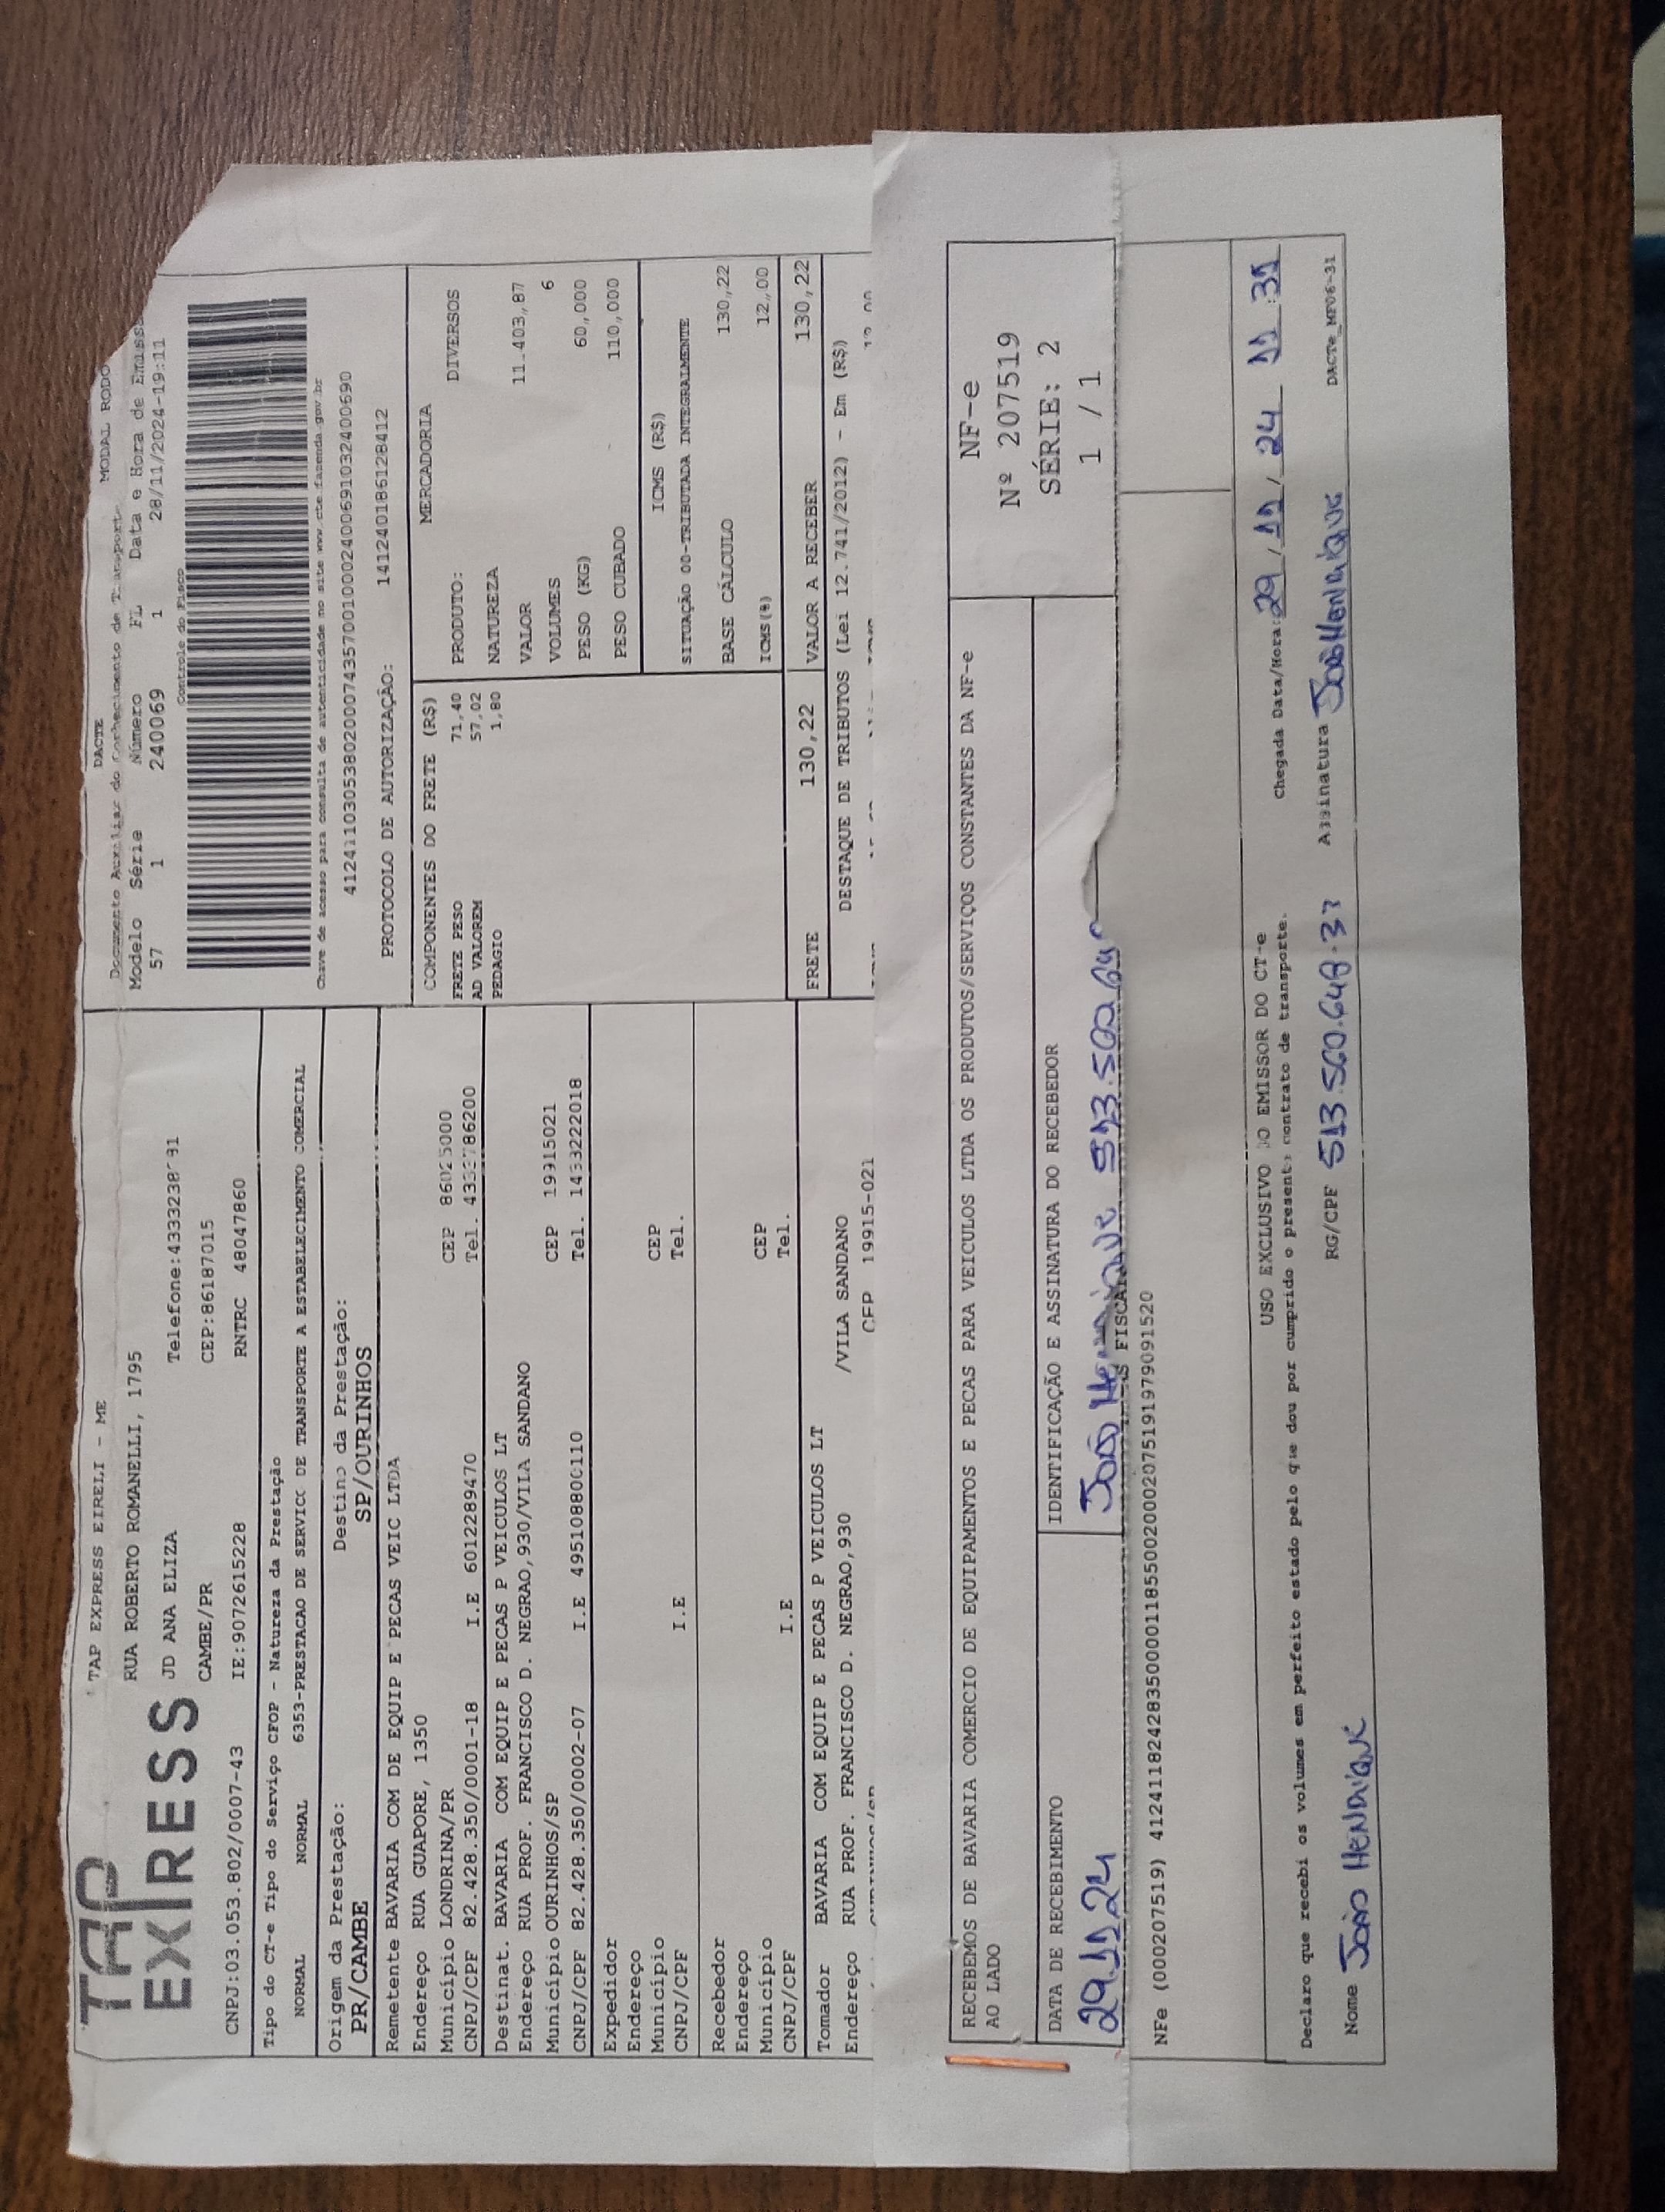 TAP
EXPRESS
TAP EXPRESS EIRELI - ME
RUA ROBERTO ROMANELLI, 1795
JD ANA ELIZA
CAMBE/PR CEP:86187015
CNPJ:03.053.802/0007-43 IE:9072615228 RNTRC 48047860
Tipo do CT-e Tipo do Serviço CFOP - Natureza da Prestação
NORMAL NORMAL 6353-PRESTACAO DE SERVICO DE TRANSPORTE A ESTABELECIMENTO COMERCIAL
Origem da Prestação: Destino da Prestação:
PR/CAMBE SP/OURINHOS
Remetente BAVARIA COM DE EQUIP E PECAS VEIC LTDA
Endereço RUA GUAPORE, 1350
Município LONDRINA/PR CEP 86025000
CNPJ/CPF 82.428.350/0001-18 I.E 6012289470 Tel. 4333786200
Destinat. BAVARIA COM EQUIP E PECAS P VEICULOS LT
Endereço RUA PROF. FRANCISCO D. NEGRAO,930/VILA SANDANO
Município OURINHOS/SP CEP 19915021
CNPJ/CPF 82.428.350/0002-07 I.E 495108800110 Tel. 1433222018
Expedidor
Endereço
Município CEP
CNPJ/CPF I.E Tel.
Recebedor
Endereço
Município CEP
CNPJ/CPF I.E Tel.
Tomador BAVARIA COM EQUIP E PECAS P VEICULOS LT
Endereço RUA PROF. FRANCISCO D. NEGRAO,930 /VILA SANDANO
CEP 19915-021
DACTE
Documento Auxiliar do Conhecimento de Transporte MODAL RODO
Modelo Série Número FL Data e Hora de Emissã
57 1 240069 1 28/11/2024-19:11
Controle do Fisco
Chave de acesso para consulta de autenticidade no site www.cte.fazenda.gov.br
41241103053802000743570010002400691032400690
PROTOCOLO DE AUTORIZAÇÃO: 141240186128412
COMPONENTES DO FRETE (R$)
FRETE PESO 71,40
AD VALOREM 57,02
PEDAGIO 1,80
MERCADORIA
PRODUTO: DIVERSOS
NATUREZA
VALOR 11.403,87
VOLUMES 6
PESO (KG) 60,000
PESO CUBADO 110,000
ICMS (R$)
SITUAÇÃO 00-TRIBUTADA INTEGRALMENTE
BASE CÁLCULO 130,22
ICMS(%) 12,00
FRETE 130,22 VALOR A RECEBER 130,22
DESTAQUE DE TRIBUTOS (Lei 12.741/2012) - Em (R$)
RECEBEMOS DE BAVARIA COMERCIO DE EQUIPAMENTOS E PECAS PARA VEICULOS LTDA OS PRODUTOS/SERVIÇOS CONSTANTES DA NF-e
AO LADO
DATA DE RECEBIMENTO IDENTIFICAÇÃO E ASSINATURA DO RECEBEDOR
29.11.24 João Henrique 513.560.648
NF-e
Nº 207519
SÉRIE: 2
1 / 1
FISCA
NFe (000207519) 41241182428350000118550020002075191979091520
USO EXCLUSIVO DO EMISSOR DO CT-e
Declaro que recebi os volumes em perfeito estado pelo que dou por cumprido o presente contrato de transporte. Chegada Data/Hora: 29/11/24 11:35
Nome João Henrique RG/CPF 513.560.648.37 Assinatura João Henrique
DACTe_MF06-31